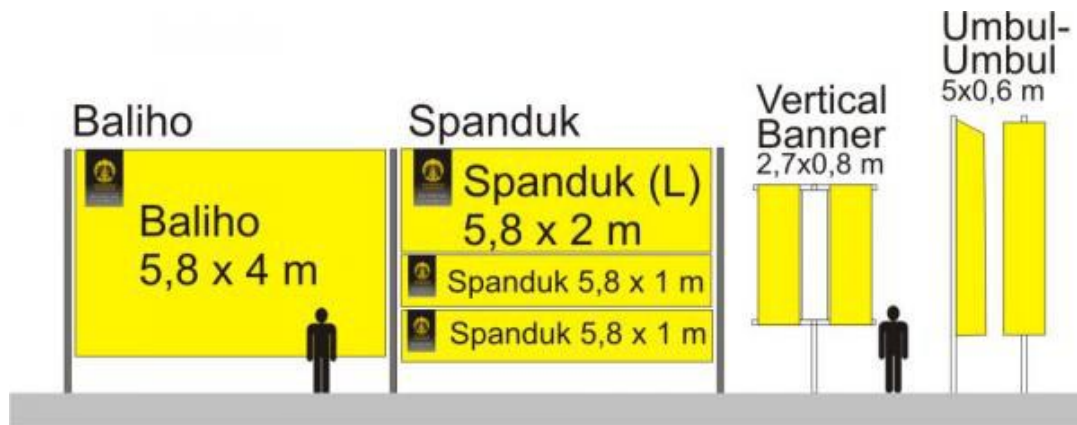 Baliho
Baliho
5,8 x 4 m
Spanduk
Spanduk (L)
5,8 x 2 m
Spanduk 5,8 x 1 m
Spanduk 5,8 x 1 m
Vertical
Banner
2,7x0,8 m
Umbul-
Umbul
5x0,6 m